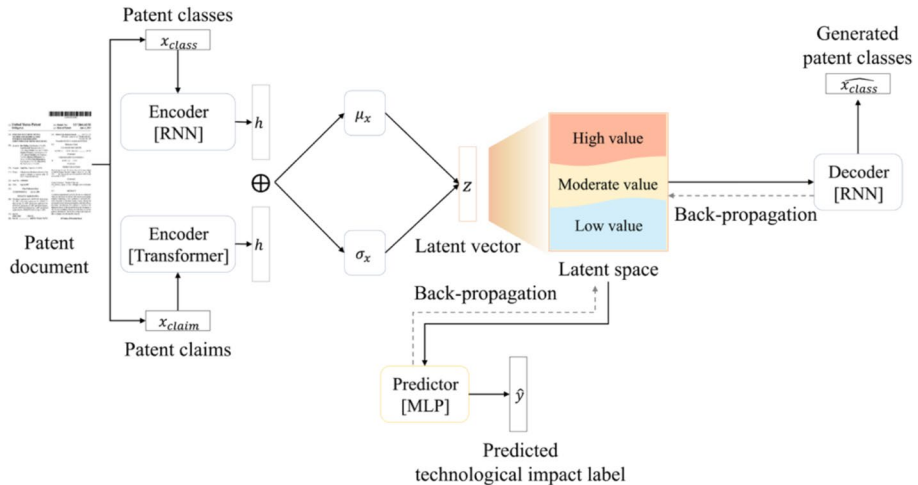 Patent classes
x_class
Encoder
[RNN]
h
Patent
document
Encoder
[Transformer]
h
x_claim
Patent claims
⊕
μ_x
σ_x
z
Latent vector
High value
Moderate value
Low value
Latent space
Back-propagation
Predictor
[MLP]
ŷ
Predicted
technological impact label
Back-propagation
Decoder
[RNN]
Generated
patent classes
\widehat{x_class}